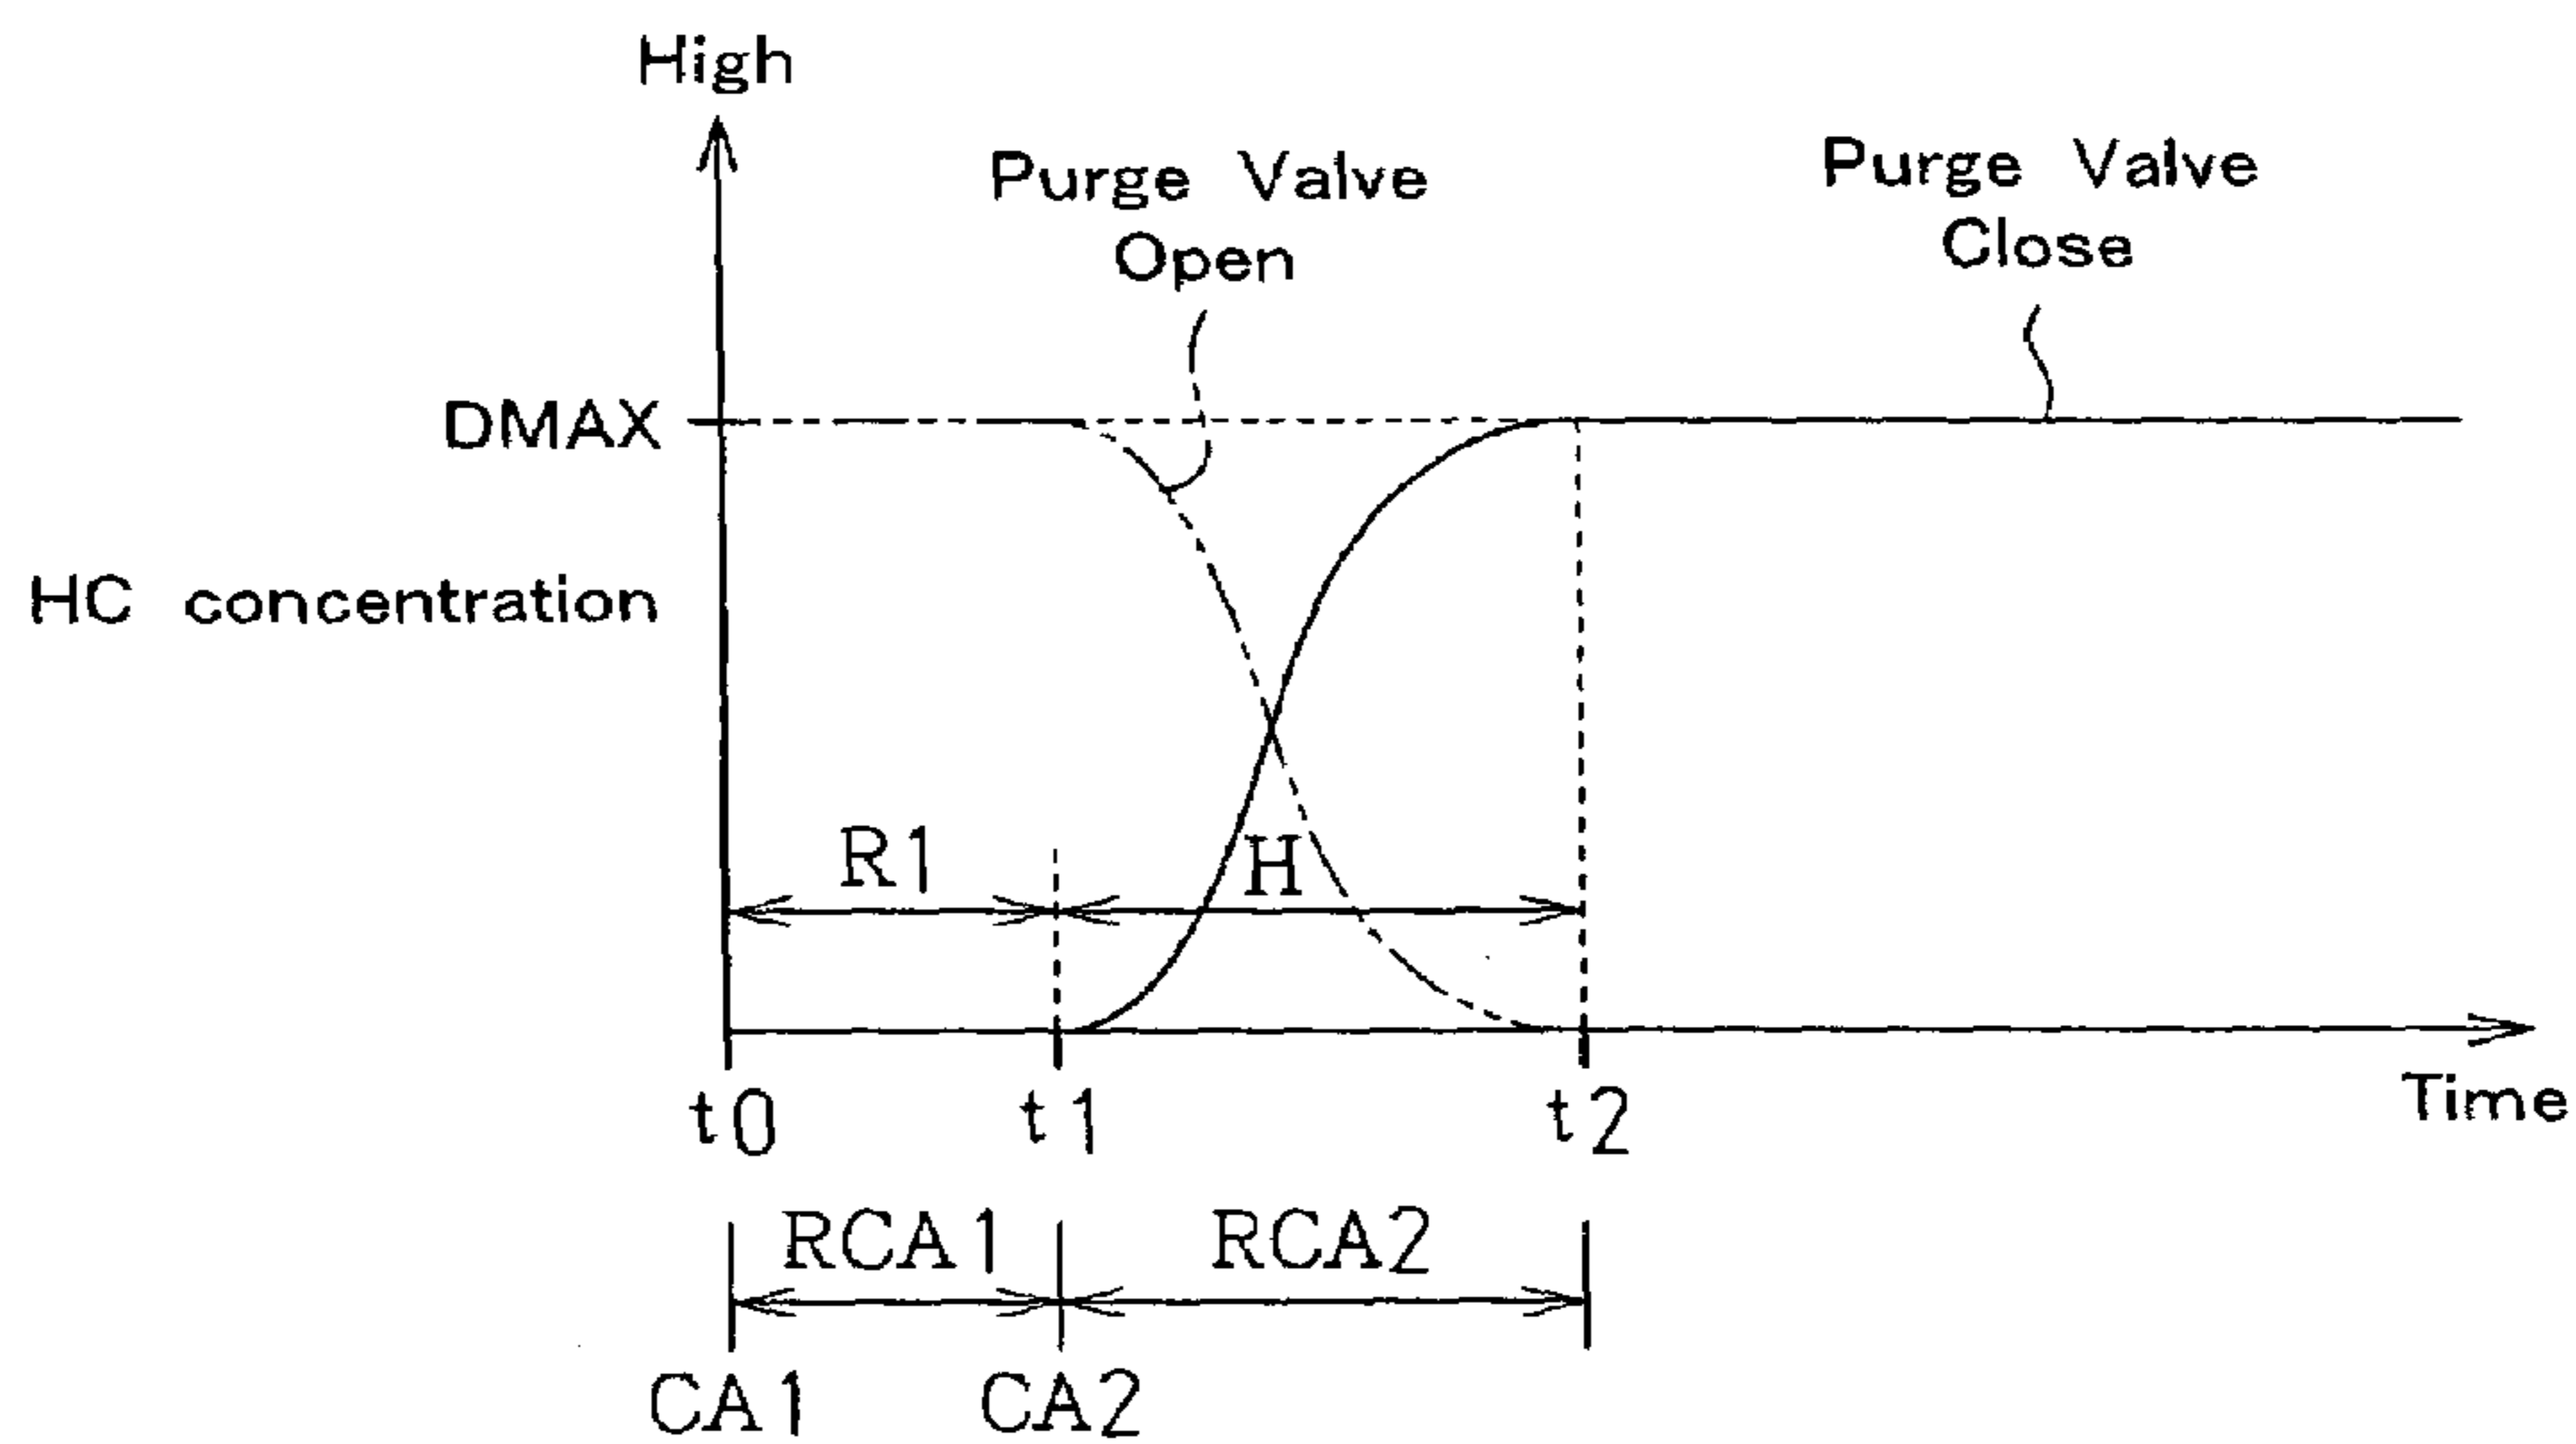 High
Purge Valve
Open
Purge Valve
Close
DMAX
HC concentration
R1
H
t0
t1
t2
Time
RCA1
RCA2
CA1
CA2